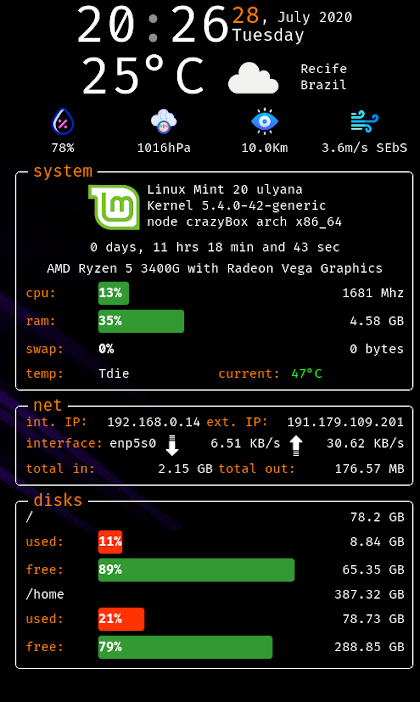 20:26 28, July 2020
Tuesday
25°C Recife
Brazil
78% 1016hPa 10.0Km 3.6m/s SEbS
system
Linux Mint 20 ulyana
Kernel 5.4.0-42-generic
node crazyBox arch x86_64
0 days, 11 hrs 18 min and 43 sec
AMD Ryzen 5 3400G with Radeon Vega Graphics
cpu: 13% 1681 Mhz
ram: 35% 4.58 GB
swap: 0% 0 bytes
temp: Tdie current: 47°C
net
int. IP: 192.168.0.14 ext. IP: 191.179.109.201
interface: enp5s0 6.51 KB/s 30.62 KB/s
total in: 2.15 GB total out: 176.57 MB
disks
/ 78.2 GB
used: 11% 8.84 GB
free: 89% 65.35 GB
/home 387.32 GB
used: 21% 78.73 GB
free: 79% 288.85 GB